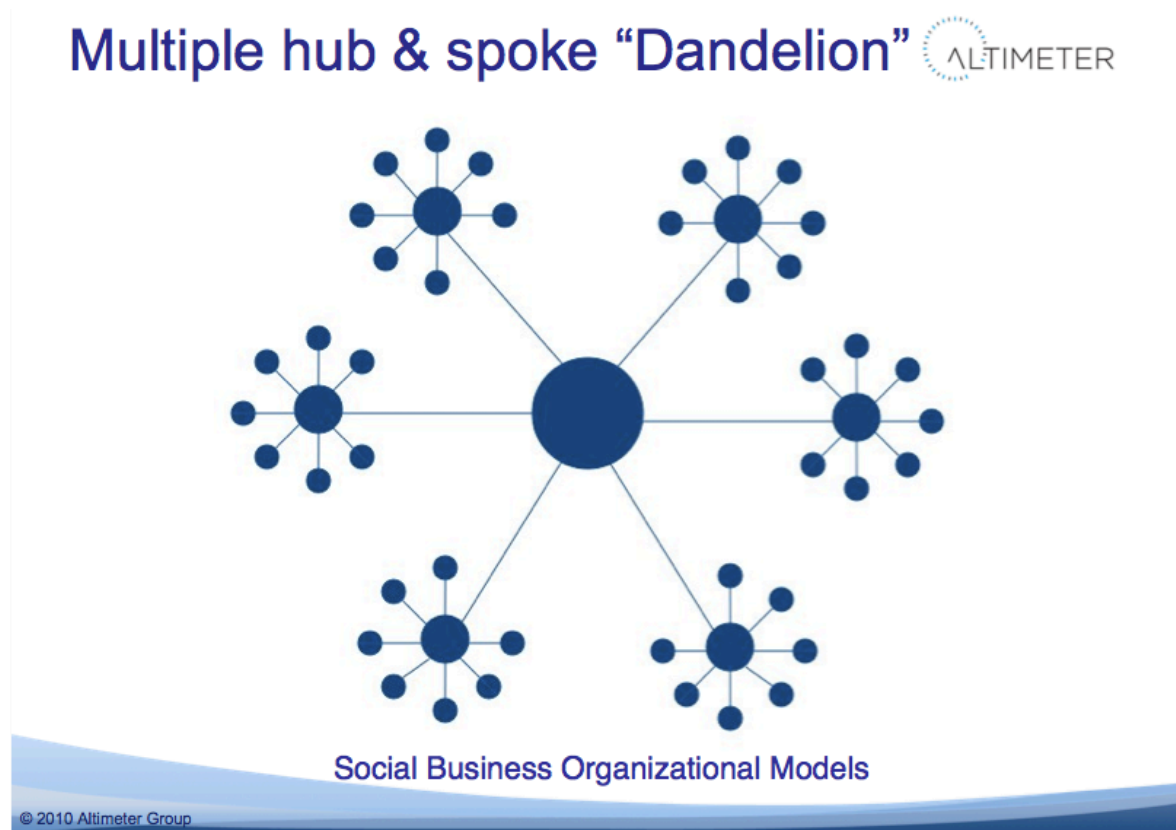 Multiple hub & spoke “Dandelion”
ALTIMETER
Social Business Organizational Models
© 2010 Altimeter Group